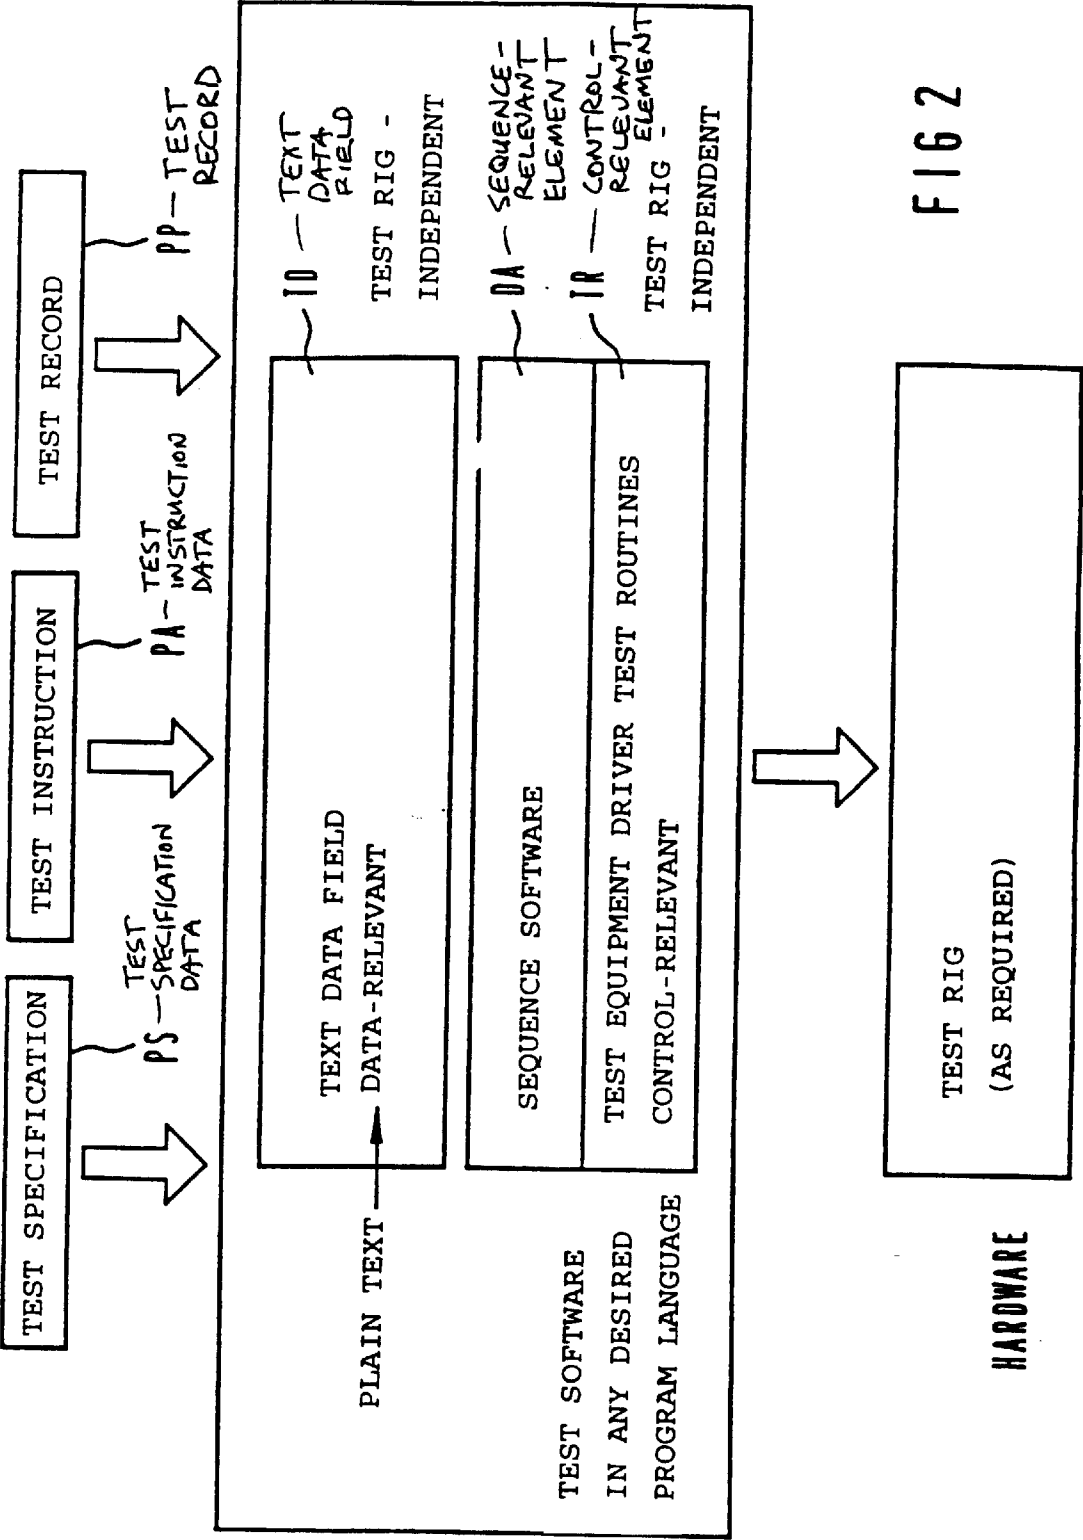 TEST SPECIFICATION
TEST INSTRUCTION
TEST RECORD
PS — TEST
SPECIFICATION
DATA
PA — TEST
INSTRUCTION
DATA
PP — TEST
RECORD
PLAIN TEXT
TEXT DATA FIELD
DATA-RELEVANT
TD — TEXT
DATA
FIELD
TEST RIG -
INDEPENDENT
TEST SOFTWARE
IN ANY DESIRED
PROGRAM LANGUAGE
SEQUENCE SOFTWARE
TEST EQUIPMENT DRIVER TEST ROUTINES
CONTROL-RELEVANT
DA — SEQUENCE-
RELEVANT
ELEMENT
TR — CONTROL-
RELEVANT
ELEMENT
TEST RIG -
INDEPENDENT
HARDWARE
TEST RIG
(AS REQUIRED)
FIG 2